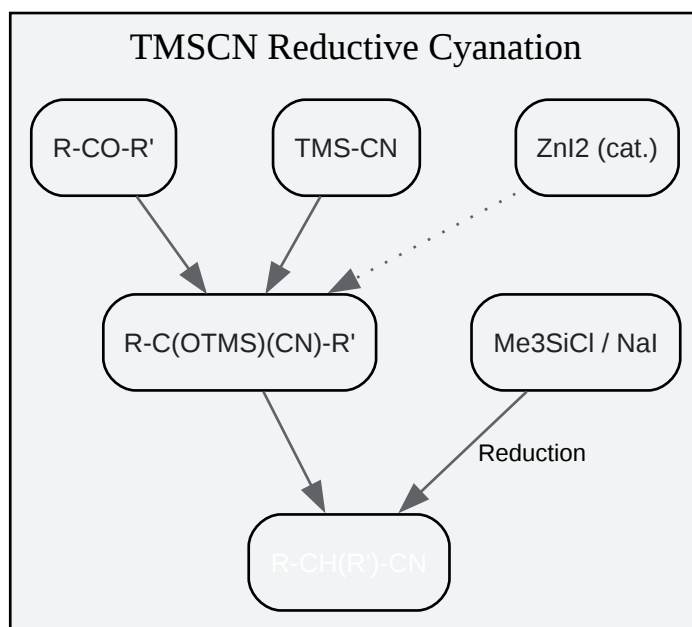 TMSCN Reductive Cyanation
R-CO-R'
TMS-CN
ZnI2 (cat.)
R-C(OTMS)(CN)-R'
Me3SiCl / NaI
Reduction
R-CH(R')-CN